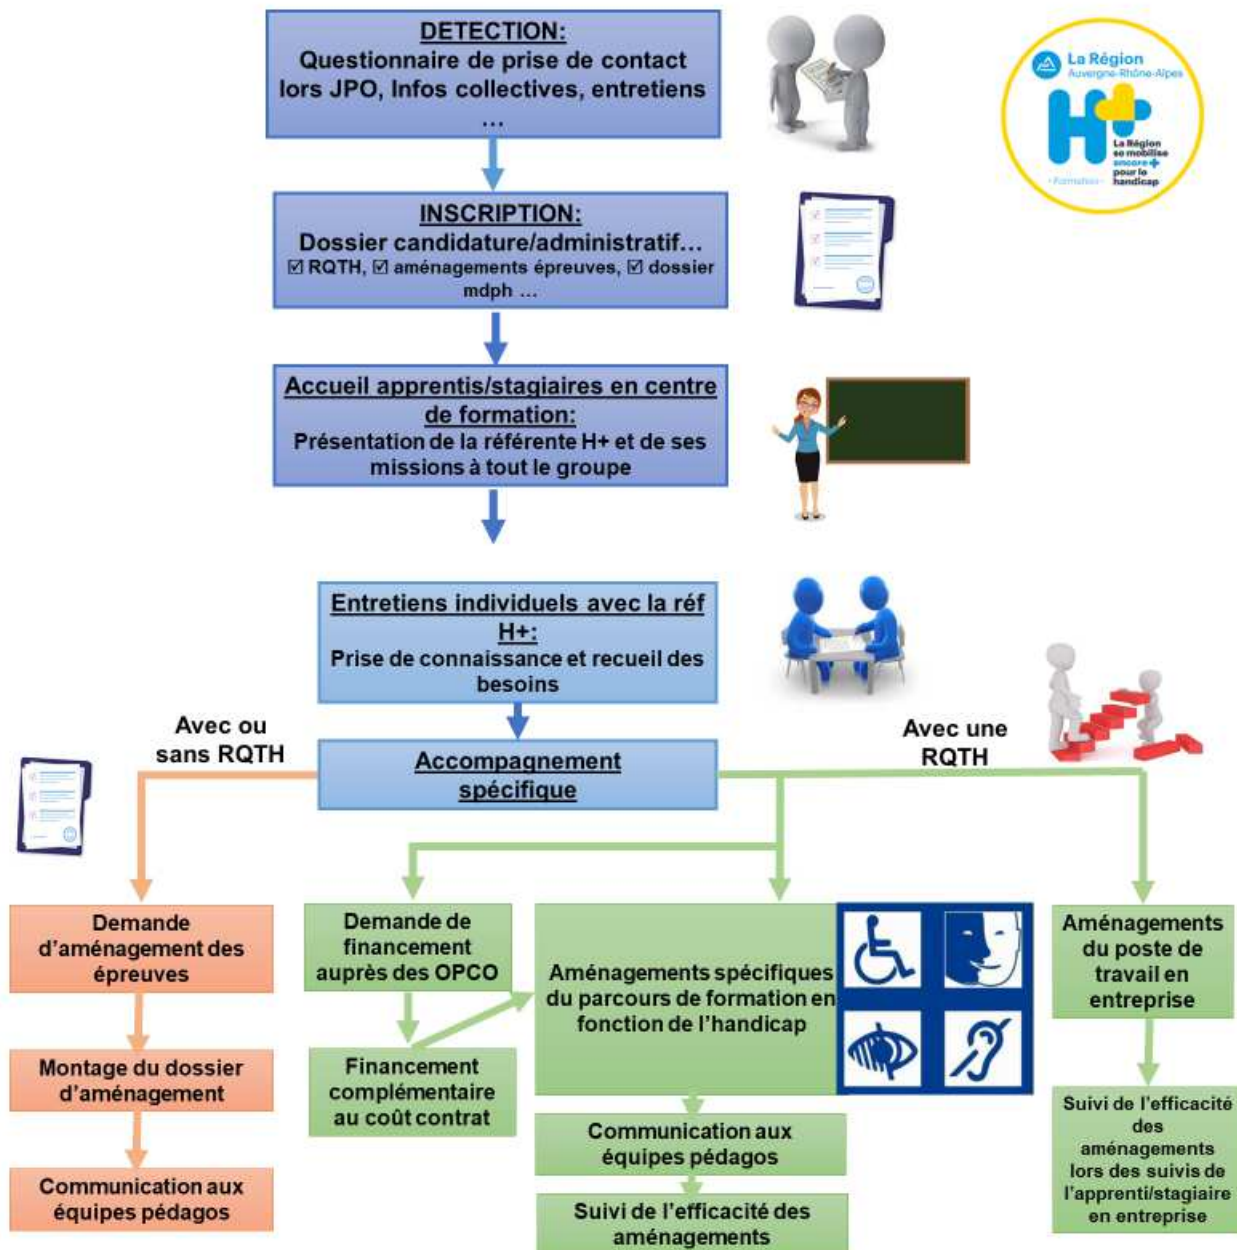 DETECTION:
Questionnaire de prise de contact
lors JPO, Infos collectives, entretiens
…
La Région
Auvergne-Rhône-Alpes
H+
La Région
se mobilise
encore +
pour le
handicap
- Formation -
INSCRIPTION:
Dossier candidature/administratif…
☑ RQTH, ☑ aménagements épreuves, ☑ dossier
mdph …
Accueil apprentis/stagiaires en centre
de formation:
Présentation de la référente H+ et de ses
missions à tout le groupe
Entretiens individuels avec la réf
H+:
Prise de connaissance et recueil des
besoins
Avec ou
sans RQTH
Accompagnement
spécifique
Avec une
RQTH
Demande
d’aménagement des
épreuves
Montage du dossier
d’aménagement
Communication aux
équipes pédagos
Demande de
financement
auprès des OPCO
Financement
complémentaire
au coût contrat
Aménagements spécifiques
du parcours de formation en
fonction de l’handicap
Communication aux
équipes pédagos
Suivi de l’efficacité des
aménagements
Aménagements
du poste de
travail en
entreprise
Suivi de l’efficacité
des
aménagements
lors des suivis de
l’apprenti/stagiaire
en entreprise